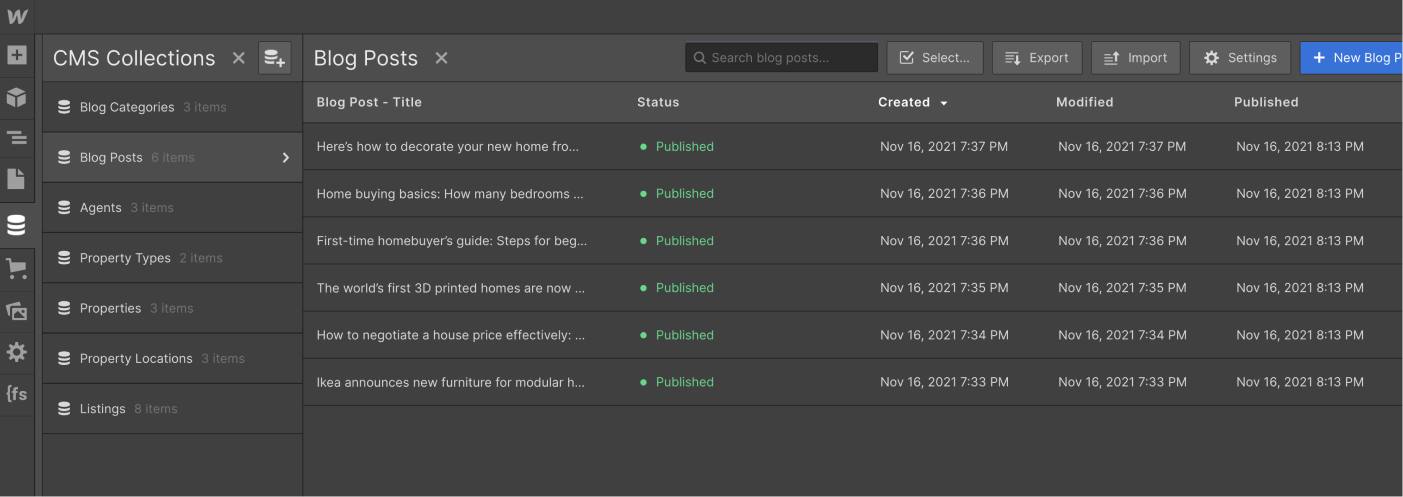 CMS Collections
Blog Categories 3 items
Blog Posts 6 items
Agents 3 items
Property Types 2 items
Properties 3 items
Property Locations 3 items
Listings 8 items
{fs
Blog Posts
Search blog posts...
Select...
Export
Import
Settings
+ New Blog P
Blog Post - Title Status Created Modified Published
Here’s how to decorate your new home fro... Published Nov 16, 2021 7:37 PM Nov 16, 2021 7:37 PM Nov 16, 2021 8:13 PM
Home buying basics: How many bedrooms ... Published Nov 16, 2021 7:36 PM Nov 16, 2021 7:36 PM Nov 16, 2021 8:13 PM
First-time homebuyer’s guide: Steps for beg... Published Nov 16, 2021 7:36 PM Nov 16, 2021 7:36 PM Nov 16, 2021 8:13 PM
The world’s first 3D printed homes are now ... Published Nov 16, 2021 7:35 PM Nov 16, 2021 7:35 PM Nov 16, 2021 8:13 PM
How to negotiate a house price effectively: ... Published Nov 16, 2021 7:34 PM Nov 16, 2021 7:34 PM Nov 16, 2021 8:13 PM
Ikea announces new furniture for modular h... Published Nov 16, 2021 7:33 PM Nov 16, 2021 7:33 PM Nov 16, 2021 8:13 PM